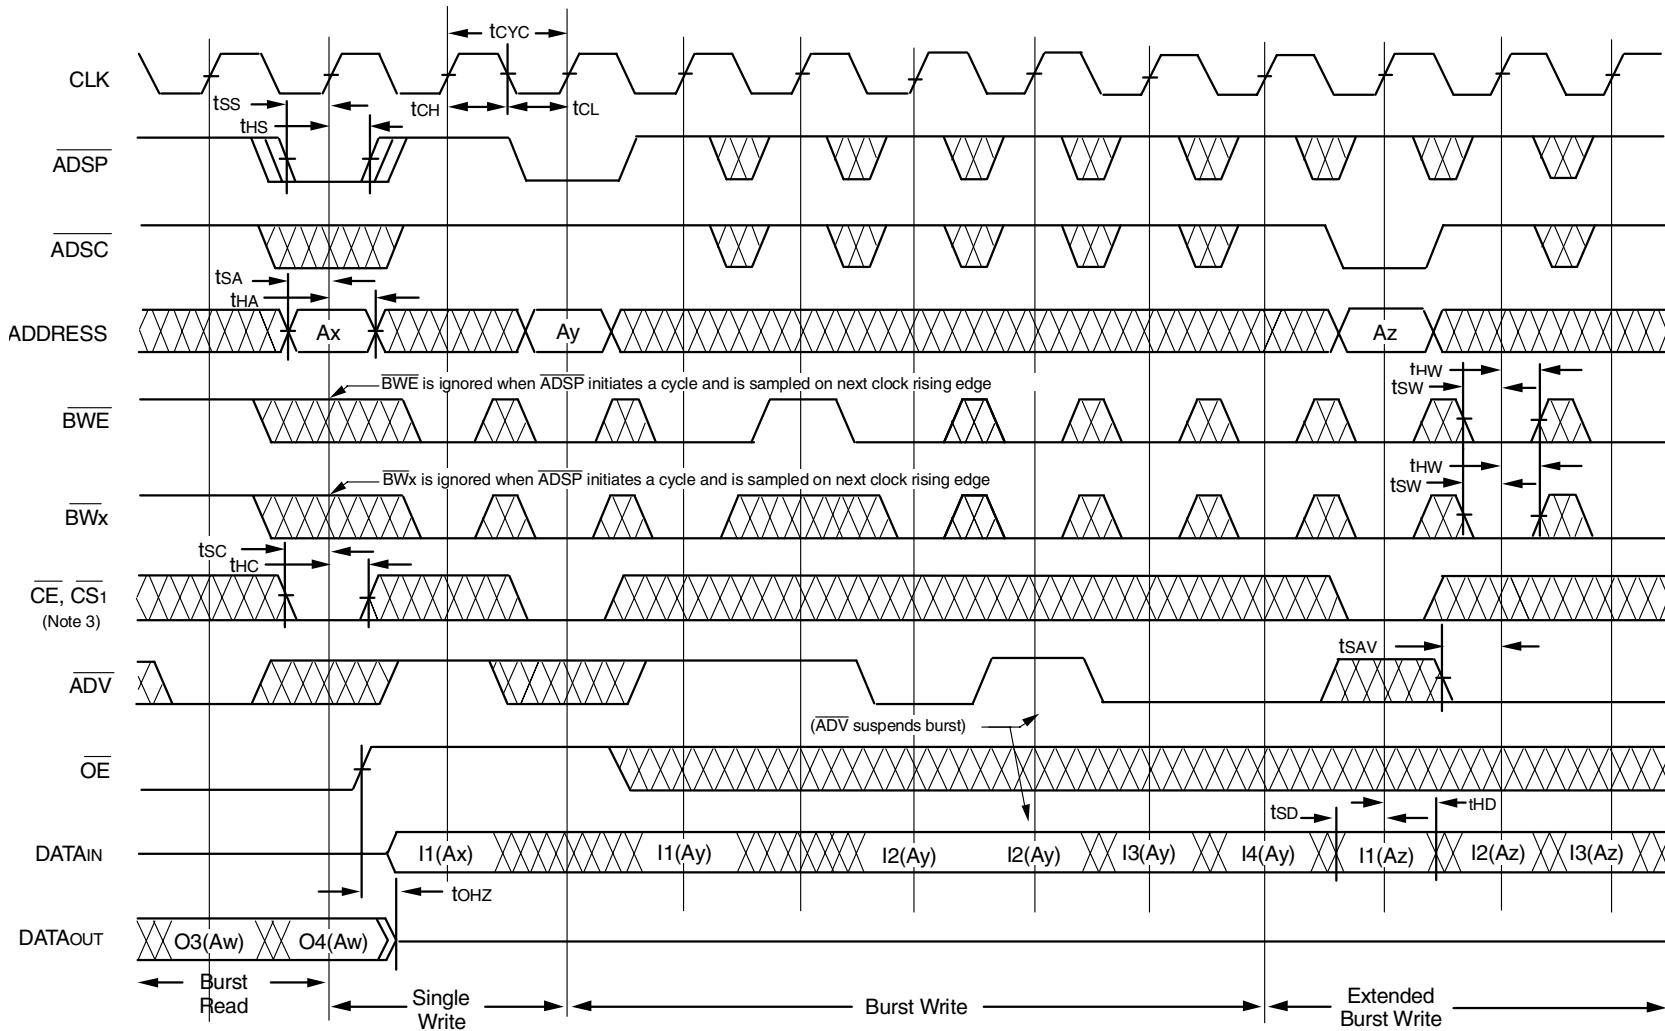 tCYC
CLK
tSS
tCH
tCL
tHS
ADSP
ADSC
tSA
tHA
ADDRESS
Ax
Ay
Az
BWE is ignored when ADSP initiates a cycle and is sampled on next clock rising edge
tHW
tSW
BWE
BWx is ignored when ADSP initiates a cycle and is sampled on next clock rising edge
tHW
tSW
BWx
tSC
tHC
CE, CS1
(Note 3)
tSAV
ADV
(ADV suspends burst)
OE
tSD
tHD
DATAIN
I1(Ax)
I1(Ay)
I2(Ay)
I2(Ay)
I3(Ay)
I4(Ay)
I1(Az)
I2(Az)
I3(Az)
tOHZ
DATAOUT
O3(Aw)
O4(Aw)
Burst
Read
Single
Write
Burst Write
Extended
Burst Write